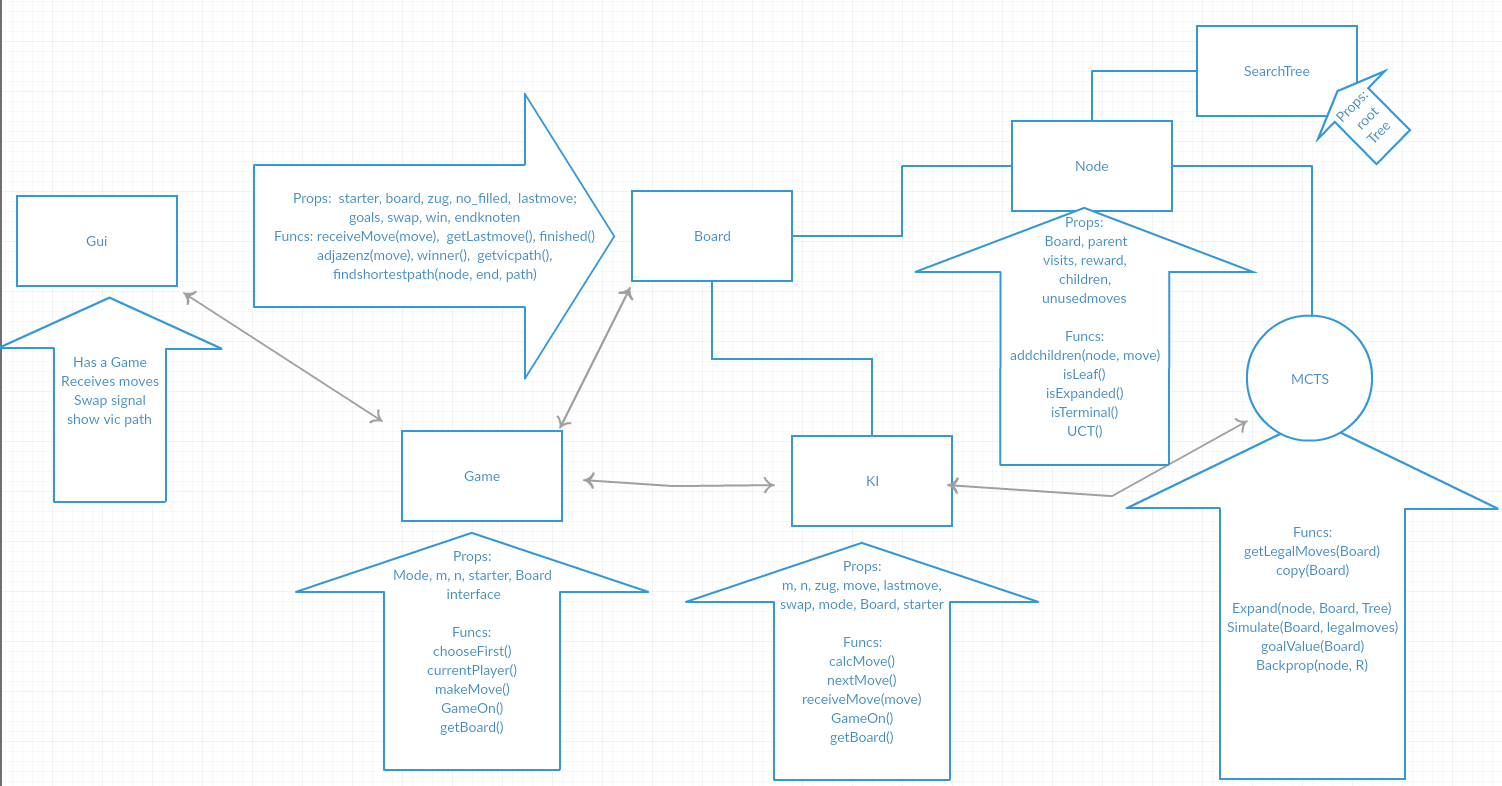 SearchTree
Props:
root
Tree
Node
Props:
Board, parent
visits, reward,
children,
unusedmoves
Funcs:
addchildren(node, move)
isLeaf()
isExpanded()
isTerminal()
UCT()
Props:  starter, board, zug, no_filled,  lastmove;
goals, swap, win, endknoten
Funcs: receiveMove(move),  getLastmove(), finished()
adjazenz(move), winner(),  getvicpath(),
findshortestpath(node, end, path)
Board
Gui
Has a Game
Receives moves
Swap signal
show vic path
MCTS
Funcs:
getLegalMoves(Board)
copy(Board)
Expand(node, Board, Tree)
Simulate(Board, legalmoves)
goalValue(Board)
Backprop(node, R)
Game
Props:
Mode, m, n, starter, Board
interface
Funcs:
chooseFirst()
currentPlayer()
makeMove()
GameOn()
getBoard()
KI
Props:
m, n, zug, move, lastmove,
swap, mode, Board, starter
Funcs:
calcMove()
nextMove()
receiveMove(move)
GameOn()
getBoard()